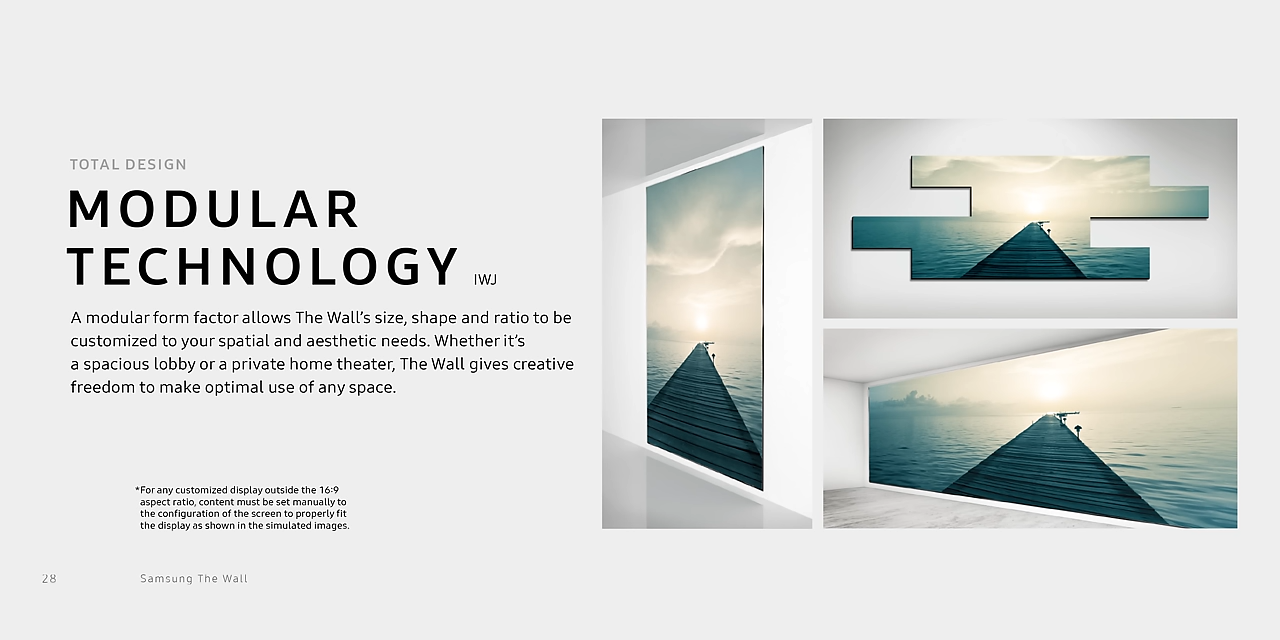 TOTAL DESIGN
MODULAR
TECHNOLOGY IWJ
A modular form factor allows The Wall's size, shape and ratio to be
customized to your spatial and aesthetic needs. Whether it's
a spacious lobby or a private home theater, The Wall gives creative
freedom to make optimal use of any space.
*For any customized display outside the 16:9
aspect ratio, content must be set manually to
the configuration of the screen to properly fit
the display as shown in the simulated images.
28 Samsung The Wall